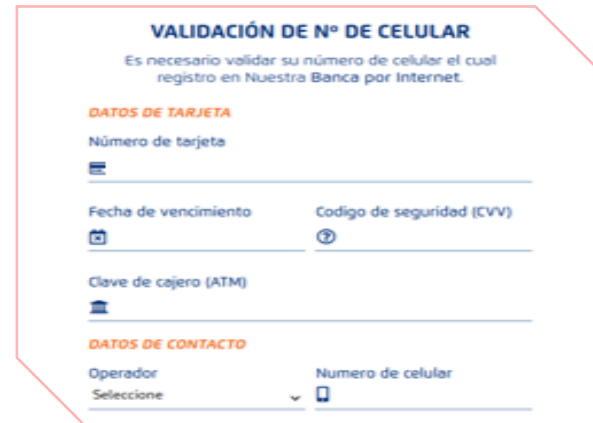 VALIDACIÓN DE Nº DE CELULAR
Es necesario validar su número de celular el cual
registro en Nuestra Banca por Internet.
DATOS DE TARJETA
Número de tarjeta
Fecha de vencimiento Codigo de seguridad (CVV)
Clave de cajero (ATM)
DATOS DE CONTACTO
Operador Numero de celular
Seleccione